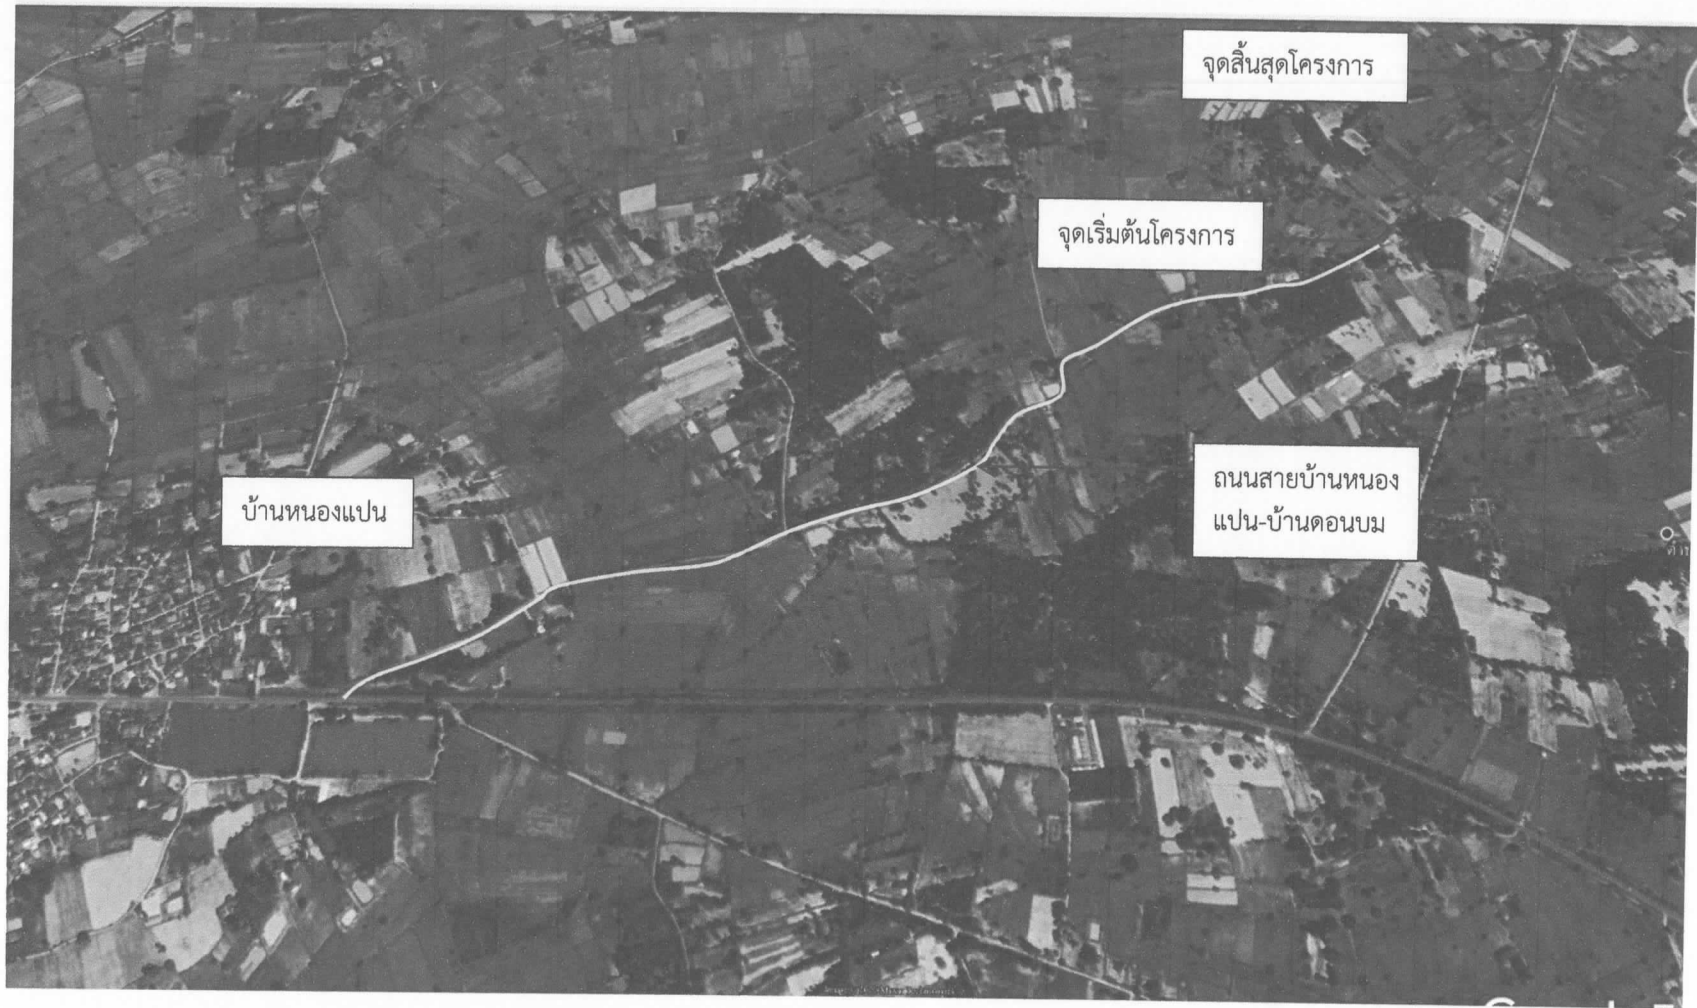 จุดสิ้นสุดโครงการ
จุดเริ่มต้นโครงการ
บ้านหนองแปน
ถนนสายบ้านหนอง
แปน-บ้านดอนบม